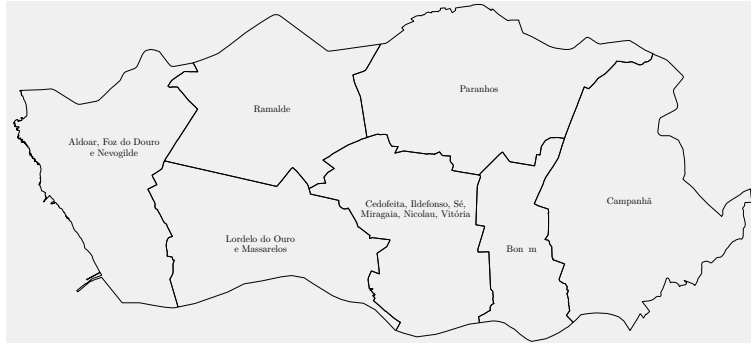 Paranhos
Ramalde
Aldoar, Foz do Douro
e Nevogilde
Campanhã
Cedofeita, Ildefonso, Sé,
Miragaia, Nicolau, Vitória
Lordelo do Ouro
e Massarelos
Bon m